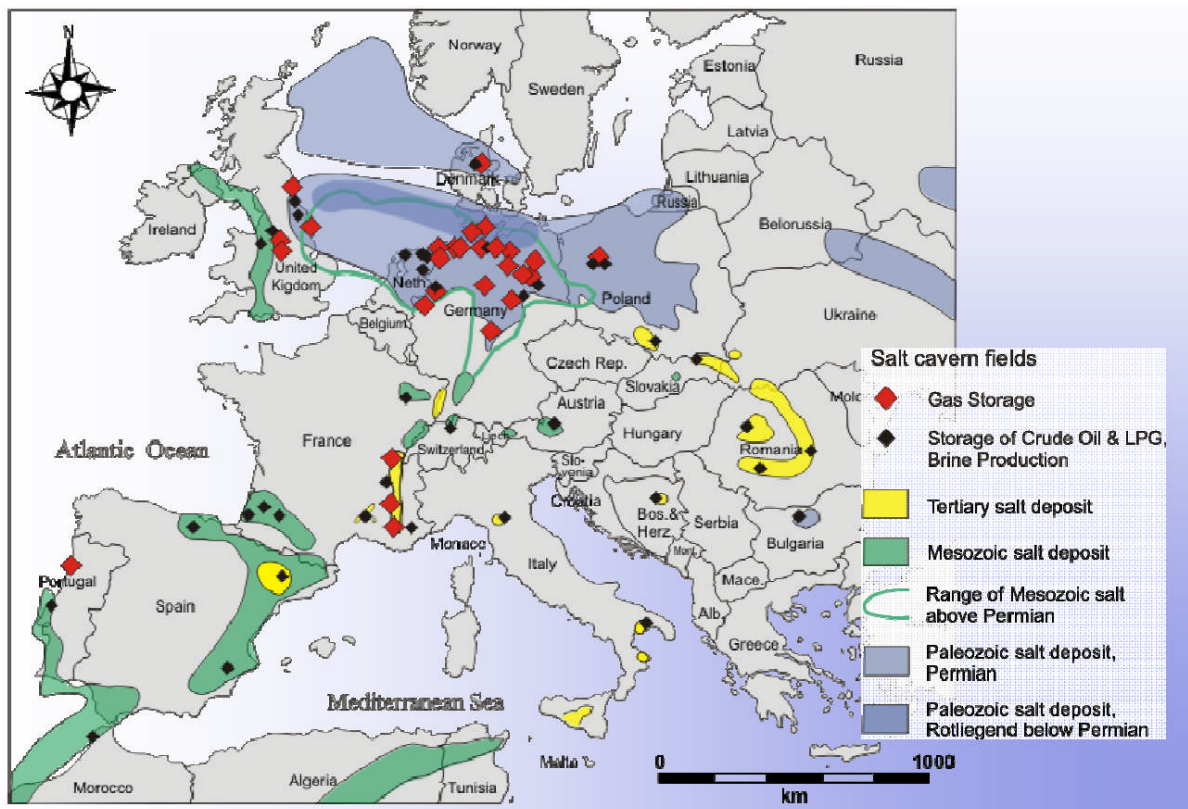 N
Norway
Sweden
Estonia
Russia
Latvia
Lithuania
Russia
Belorussia
Denmark
Ireland
United
Kingdom
Neth.
Germany
Poland
Belgium
Ukraine
Czech Rep.
Slovakia
Austria
Hungary
Romania
France
Switzerland
Liech.
Slo-
venia
Croatia
Bos.&
Herz.
Serbia
Bulgaria
Mont.
Mace.
Alb.
Greece
Italy
Monaco
Atlantic Ocean
Portugal
Spain
Mediterranean Sea
Malta
Morocco
Algeria
Tunisia
Salt cavern fields
Gas Storage
Storage of Crude Oil & LPG,
Brine Production
Tertiary salt deposit
Mesozoic salt deposit
Range of Mesozoic salt
above Permian
Paleozoic salt deposit,
Permian
Paleozoic salt deposit,
Rotliegend below Permian
0
1000
km